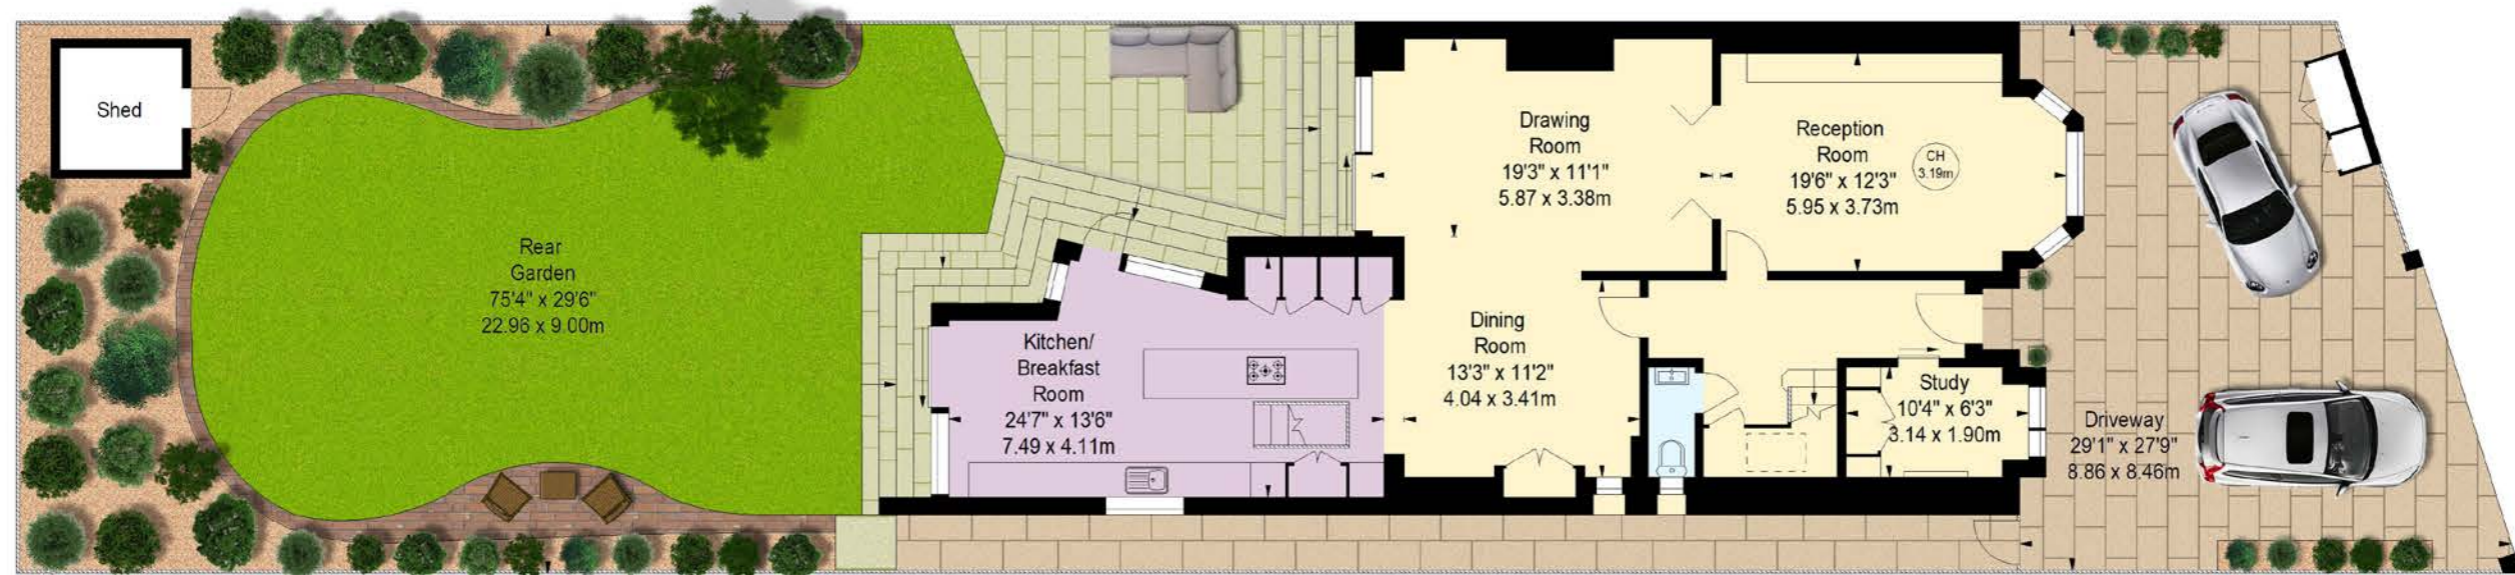 Shed
Rear
Garden
75'4" x 29'6"
22.96 x 9.00m
Kitchen/
Breakfast
Room
24'7" x 13'6"
7.49 x 4.11m
Drawing
Room
19'3" x 11'1"
5.87 x 3.38m
Dining
Room
13'3" x 11'2"
4.04 x 3.41m
Reception
Room
19'6" x 12'3"
5.95 x 3.73m
CH
3.19m
Study
10'4" x 6'3"
3.14 x 1.90m
Driveway
29'1" x 27'9"
8.86 x 8.46m